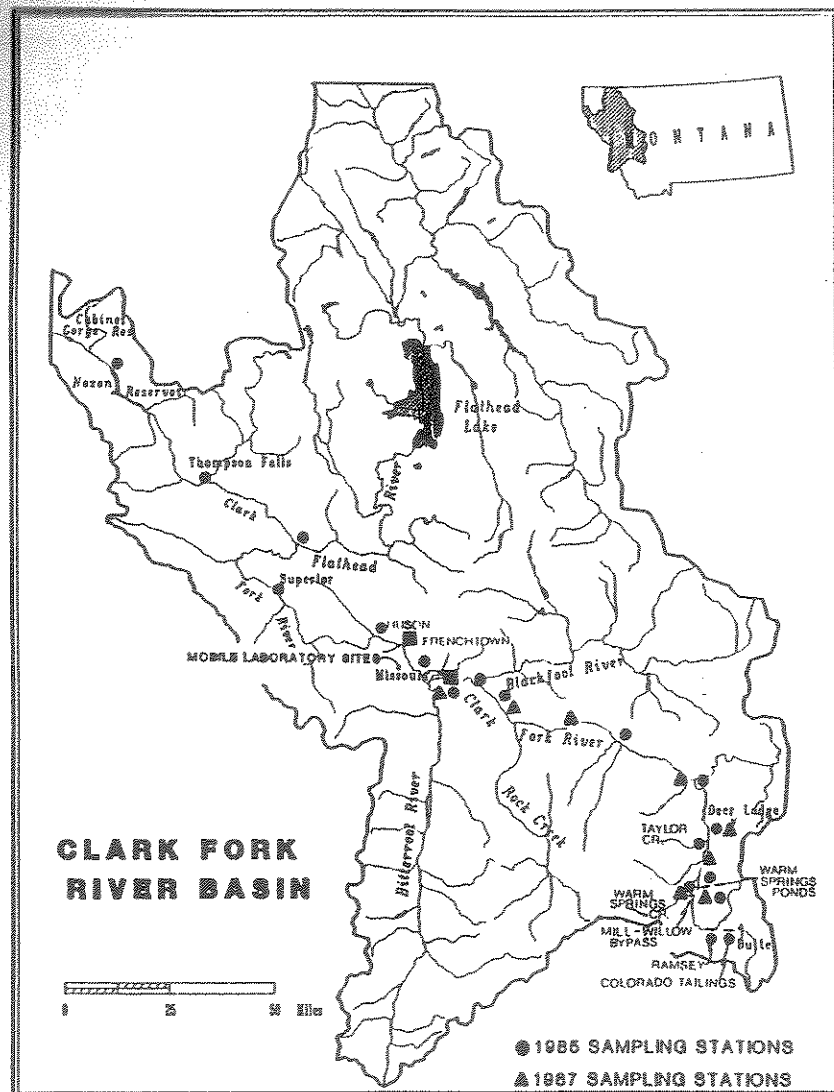 MONTANA
Cabinet
Gorge Res
Noxon
Reservoir
Flathead
Lake
Thompson Falls
River
Clark
Flathead
Superior
Fork
River
HUSON
FRENCHTOWN
MOBILE LABORATORY SITES
Missoula
Blackfoot River
Clark
Fork River
Rock Creek
Bitterroot River
Deer Lodge
TAYLOR
CR.
WARM
SPRINGS
PONDS
WARM
SPRINGS
CR.
MILL-WILLOW
BYPASS
Butte
RAMSEY
COLORADO TAILINGS
CLARK FORK
RIVER BASIN
0 25 50 Miles
1985 SAMPLING STATIONS
1987 SAMPLING STATIONS